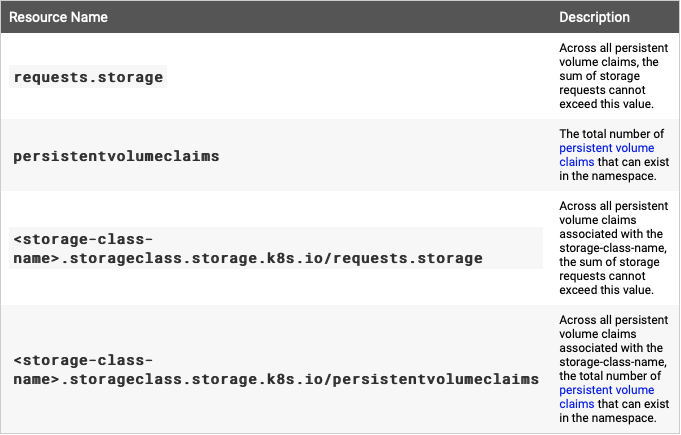 Resource Name
Description
requests.storage
Across all persistent
volume claims, the
sum of storage
requests cannot
exceed this value.
persistentvolumeclaims
The total number of
persistent volume
claims that can exist
in the namespace.
<storage-class-
name>.storageclass.storage.k8s.io/requests.storage
Across all persistent
volume claims
associated with the
storage-class-name,
the sum of storage
requests cannot
exceed this value.
<storage-class-
name>.storageclass.storage.k8s.io/persistentvolumeclaims
Across all persistent
volume claims
associated with the
storage-class-name,
the total number of
persistent volume
claims that can exist
in the namespace.